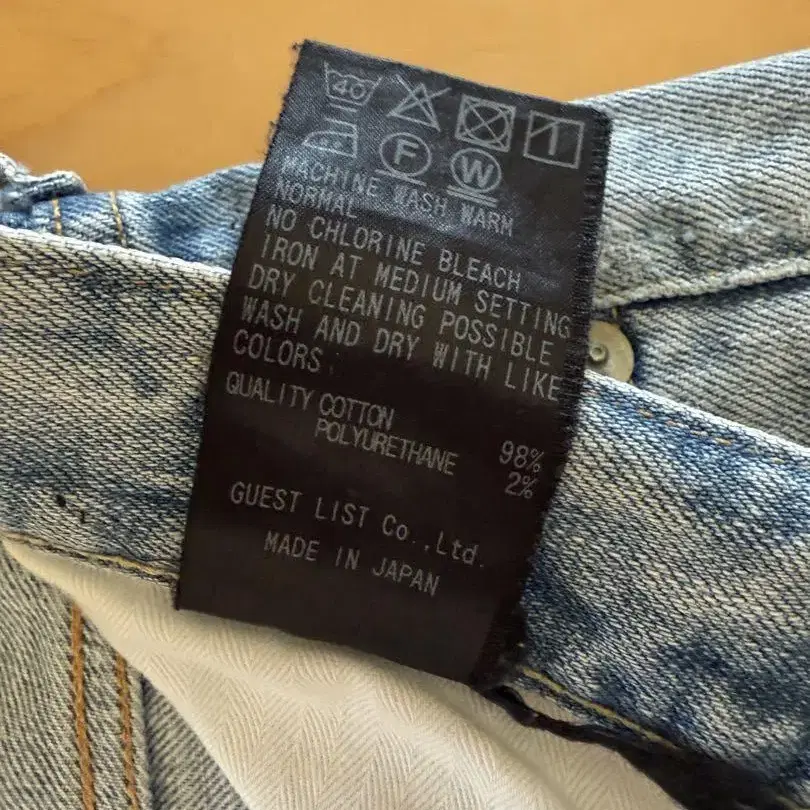 40
F W
MACHINE WASH WARM
NORMAL
NO CHLORINE BLEACH
IRON AT MEDIUM SETTING
DRY CLEANING POSSIBLE
WASH AND DRY WITH LIKE
COLORS
QUALITY COTTON 98%
POLYURETHANE 2%
GUEST LIST Co.,Ltd.
MADE IN JAPAN